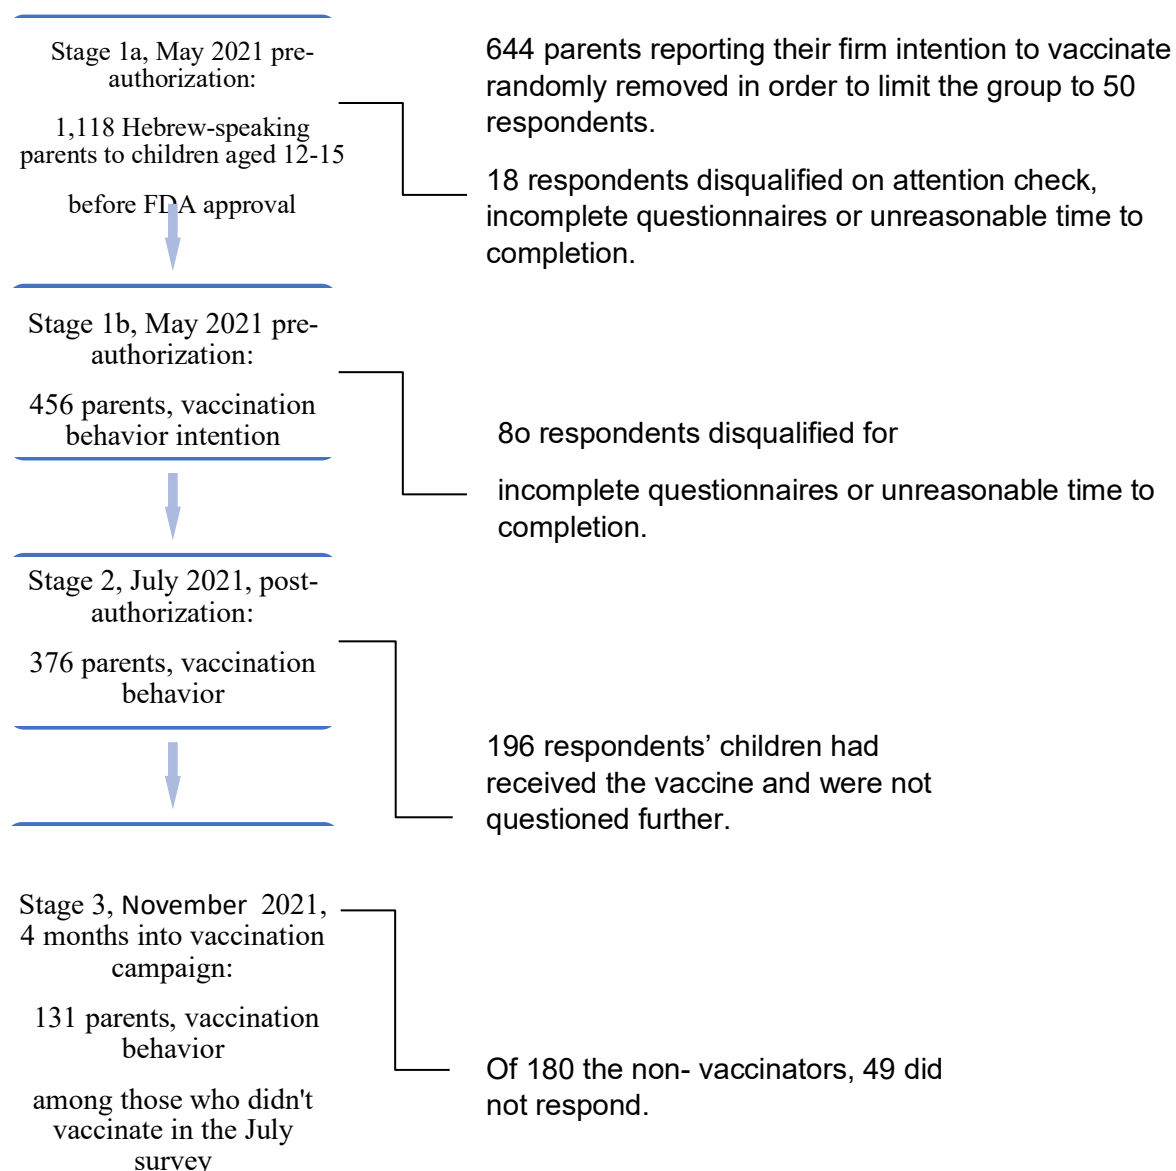 Stage 1a, May 2021 pre-
authorization:
1,118 Hebrew-speaking
parents to children aged 12-15
before FDA approval
644 parents reporting their firm intention to vaccinate
randomly removed in order to limit the group to 50
respondents.
18 respondents disqualified on attention check,
incomplete questionnaires or unreasonable time to
completion.
Stage 1b, May 2021 pre-
authorization:
456 parents, vaccination
behavior intention
8o respondents disqualified for
incomplete questionnaires or unreasonable time to
completion.
Stage 2, July 2021, post-
authorization:
376 parents, vaccination
behavior
196 respondents’ children had
received the vaccine and were not
questioned further.
Stage 3, November 2021,
4 months into vaccination
campaign:
131 parents, vaccination
behavior
among those who didn't
vaccinate in the July
survey
Of 180 the non- vaccinators, 49 did
not respond.